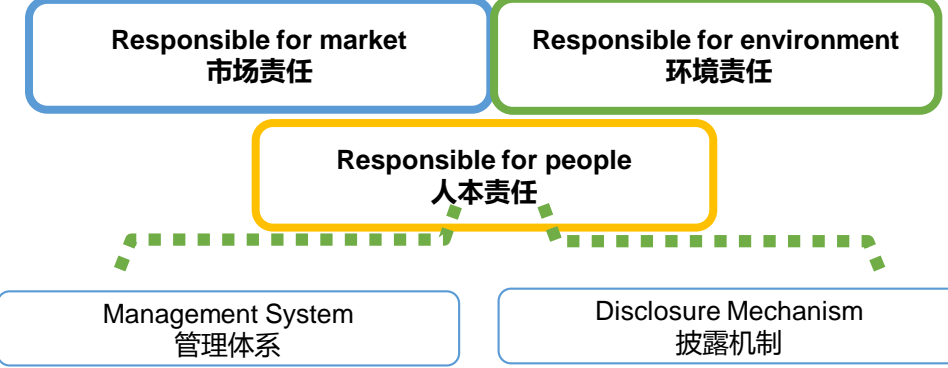 Responsible for market
市场责任
Responsible for environment
环境责任
Responsible for people
人本责任
Management System
管理体系
Disclosure Mechanism
披露机制